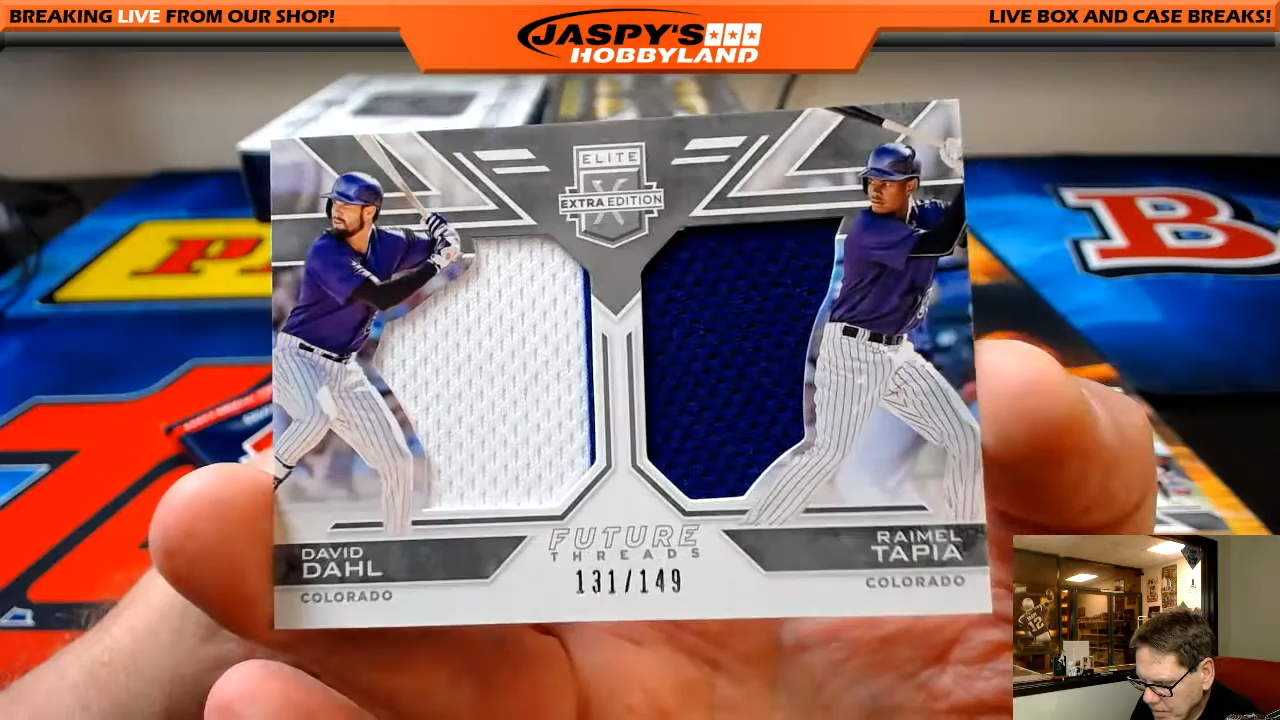 BREAKING LIVE FROM OUR SHOP!
JASPY'S
HOBBYLAND
LIVE BOX AND CASE BREAKS!
ELITE
X
EXTRA EDITION
B
FUTURE
THREADS
131/149
DAVID
DAHL
COLORADO
RAIMEL
TAPIA
COLORADO
12